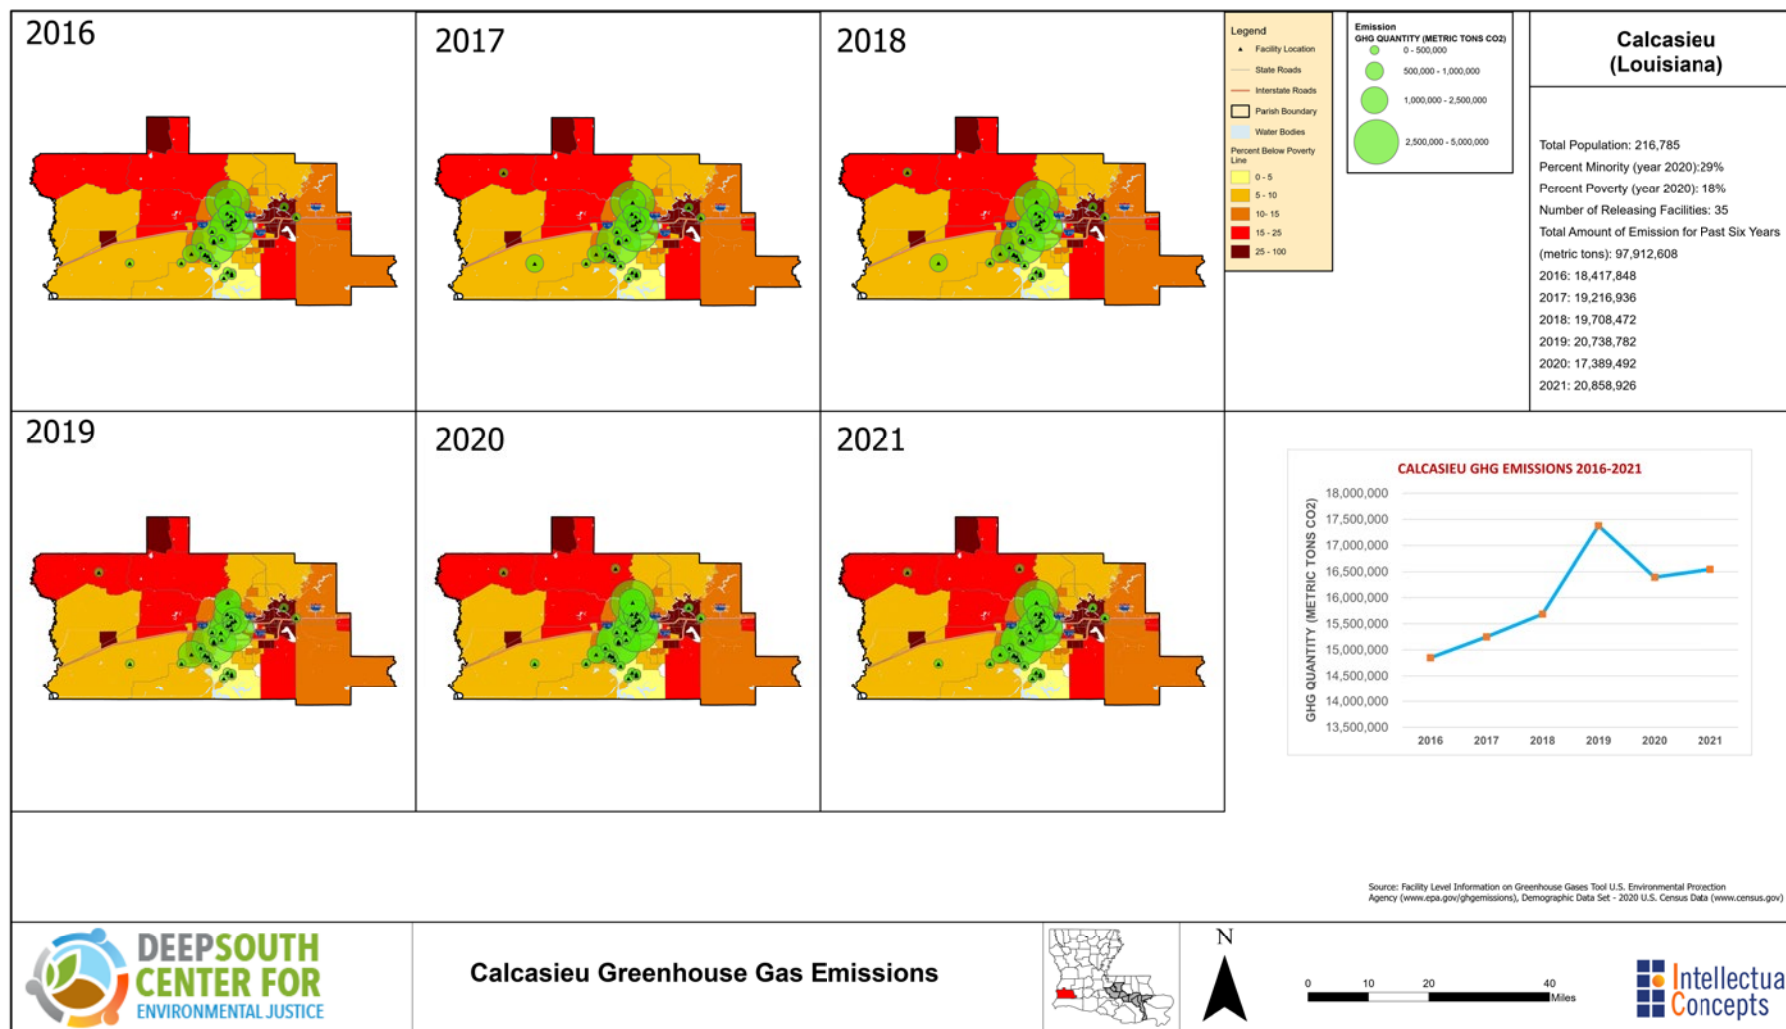 2016
2017
2018
Legend
Facility Location
State Roads
Interstate Roads
Parish Boundary
Water Bodies
Percent Below Poverty
Line
0 - 5
5 - 10
10- 15
15 - 25
25 - 100
Emission
GHG QUANTITY (METRIC TONS CO2)
0 - 500,000
500,000 - 1,000,000
1,000,000 - 2,500,000
2,500,000 - 5,000,000
Calcasieu
(Louisiana)
Total Population: 216,785
Percent Minority (year 2020):29%
Percent Poverty (year 2020): 18%
Number of Releasing Facilities: 35
Total Amount of Emission for Past Six Years
(metric tons): 97,912,608
2016: 18,417,848
2017: 19,216,936
2018: 19,708,472
2019: 20,738,782
2020: 17,389,492
2021: 20,858,926
2019
2020
2021
CALCASIEU GHG EMISSIONS 2016-2021
GHG QUANTITY (METRIC TONS CO2)
18,000,000
17,500,000
16,000,000
16,500,000
16,000,000
15,500,000
15,000,000
14,500,000
14,000,000
13,500,000
2016 2017 2018 2019 2020 2021
Source: Facility Level Information on Greenhouse Gases Tool U.S. Environmental Protection
Agency (www.epa.gov/ghgemissions), Demographic Data Set - 2020 U.S. Census Data (www.census.gov)
DEEPSOUTH
CENTER FOR
ENVIRONMENTAL JUSTICE
Calcasieu Greenhouse Gas Emissions
N
0 10 20 40
Miles
Intellectua
Concepts